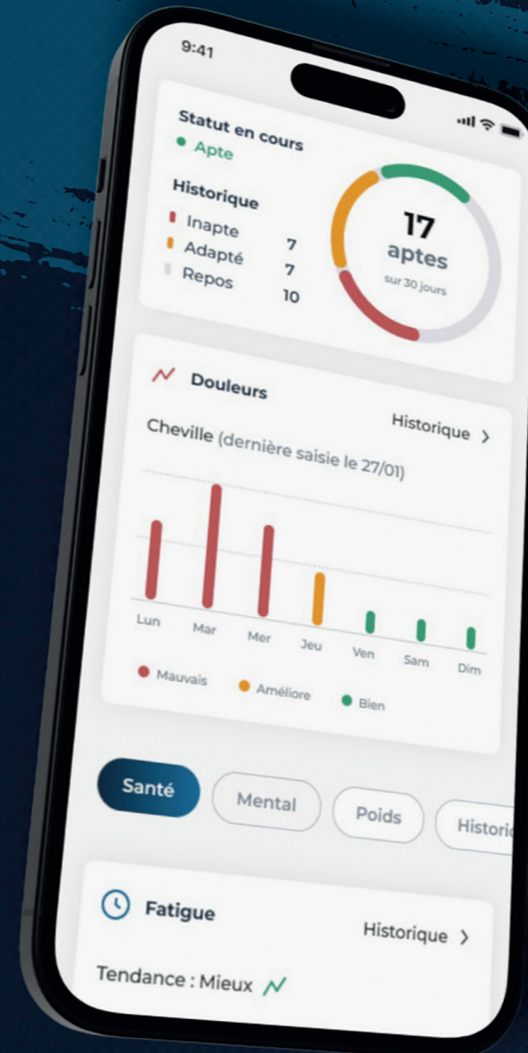 9:41
Statut en cours
Apte
Historique
Inapte 7
Adapté 7
Repos 10
17
aptes
sur 30 jours
Douleurs
Historique
Cheville (dernière saisie le 27/01)
Lun Mar Mer Jeu Ven Sam Dim
Mauvais Améliore Bien
Santé Mental Poids Historic
Fatigue
Historique
Tendance : Mieux